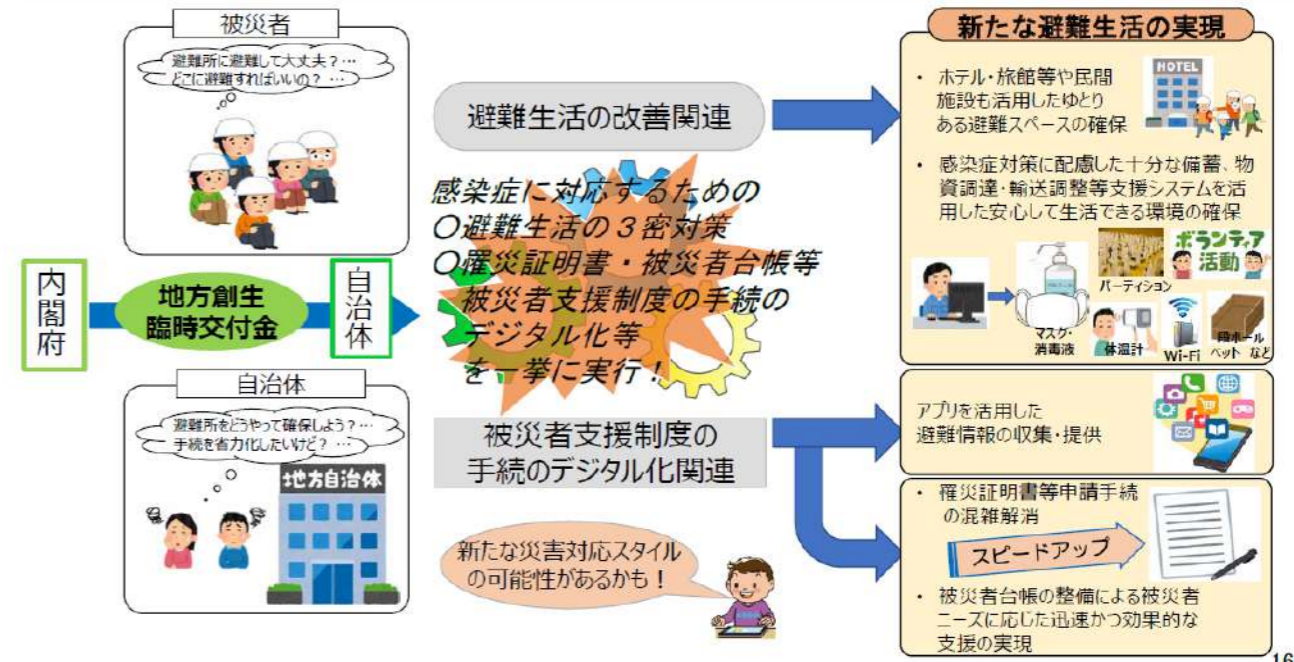 被災者
避難所に避難して大丈夫？…
どこに避難すればいいの？ …
内閣府
地方創生
臨時交付金
自治体
自治体
避難所をどうやって確保しよう？…
手続を省力化したいけど？ …
地方自治体
避難生活の改善関連
感染症に対応するための
〇避難生活の３密対策
〇罹災証明書・被災者台帳等
被災者支援制度の手続の
デジタル化等
を一挙に実行！
被災者支援制度の
手続のデジタル化関連
新たな災害対応スタイル
の可能性があるかも！
新たな避難生活の実現
・ ホテル・旅館等や民間
施設も活用したゆとり
ある避難スペースの確保
HOTEL
・ 感染症対策に配慮した十分な備蓄、物
資調達・輸送調整等支援システムを活
用した安心して生活できる環境の確保
ボランティア
活動
パーティション
マスク・
消毒液
体温計
Wi-Fi
段ボール
ベット など
アプリを活用した
避難情報の収集・提供
・ 罹災証明書等申請手続
の混雑解消
スピードアップ
・ 被災者台帳の整備による被災者
ニーズに応じた迅速かつ効果的な
支援の実現
16